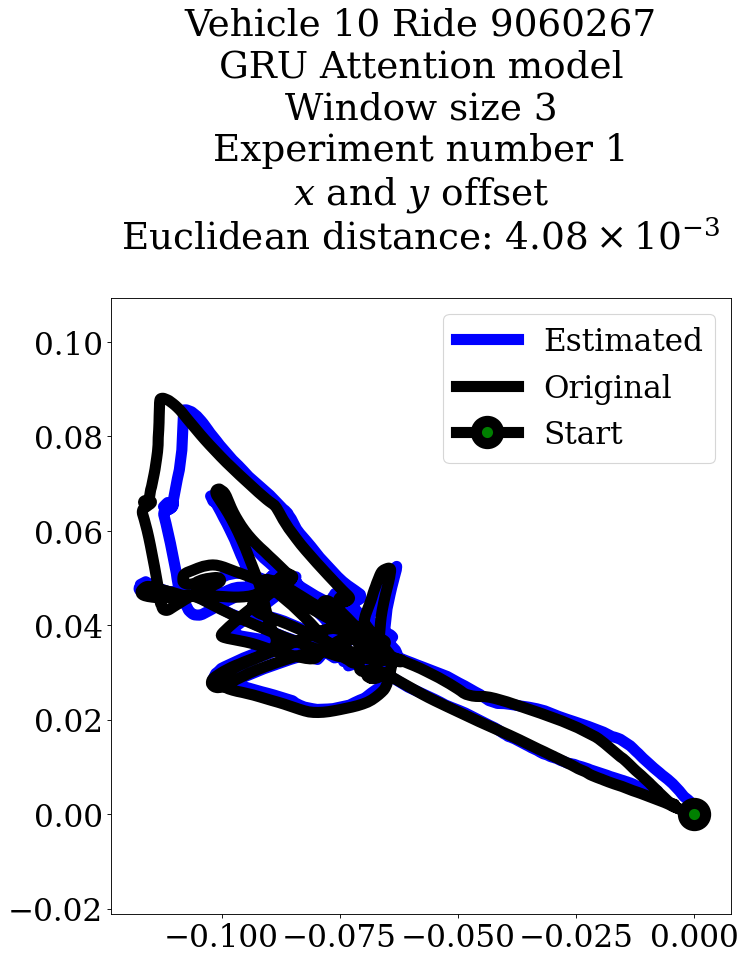 Vehicle 10 Ride 9060267
GRU Attention model
Window size 3
Experiment number 1
x and y offset
Euclidean distance: 4.08 × 10⁻³
Estimated
Original
Start
0.10
0.08
0.06
0.04
0.02
0.00
−0.02
−0.100 −0.075 −0.050 −0.025 0.000